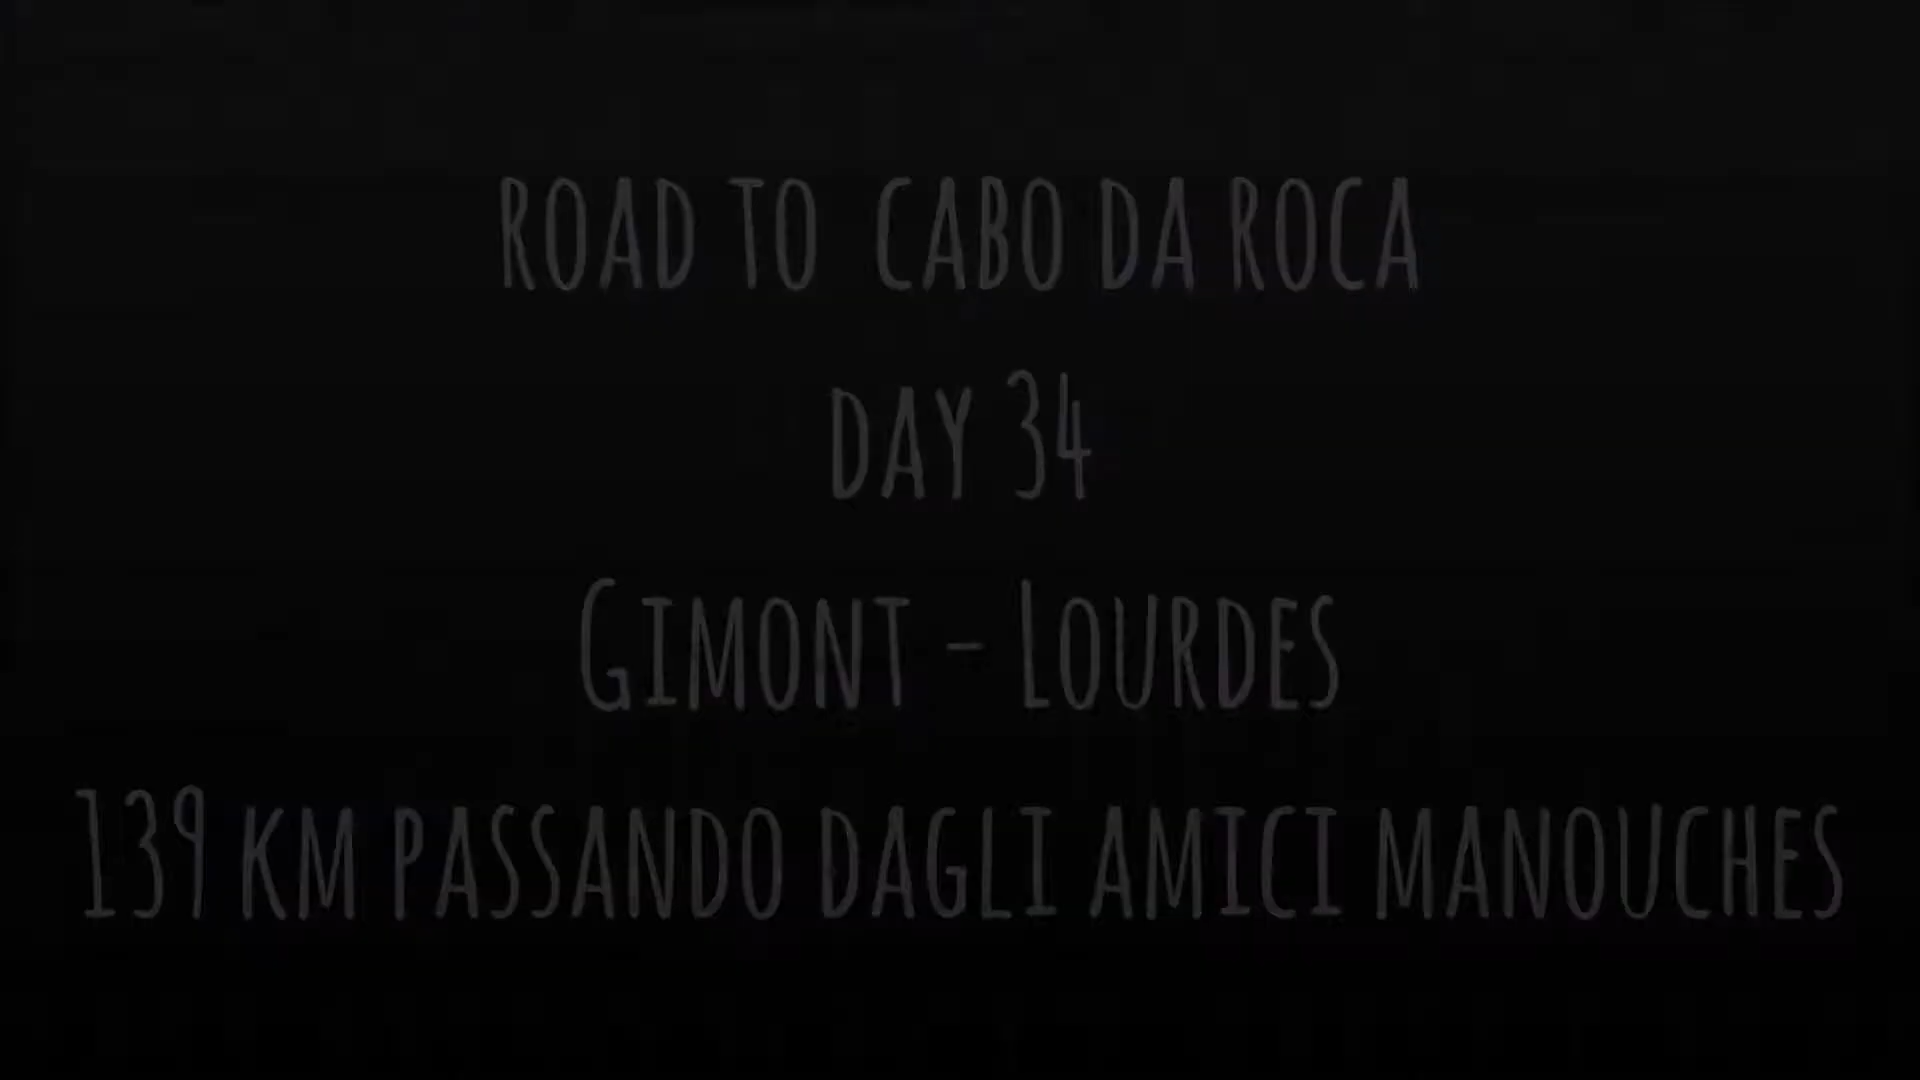 ROAD TO CABO DA ROCA
DAY 34
GIMONT - LOURDES
139 KM PASSANDO DAGLI AMICI MANOUCHES